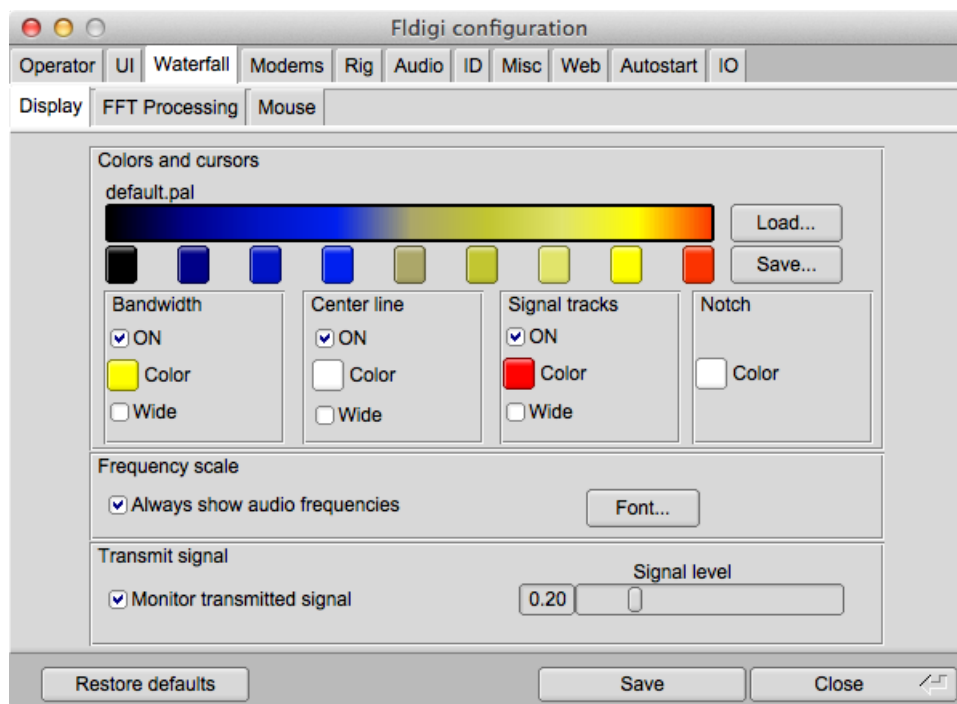 Fldigi configuration
Operator UI Waterfall Modems Rig Audio ID Misc Web Autostart IO
Display FFT Processing Mouse
Colors and cursors
default.pal
Load...
Save...
Bandwidth Center line Signal tracks Notch
ON ON ON
Color Color Color Color
Wide Wide Wide
Frequency scale
Always show audio frequencies Font...
Transmit signal
Signal level
Monitor transmitted signal 0.20
Restore defaults Save Close